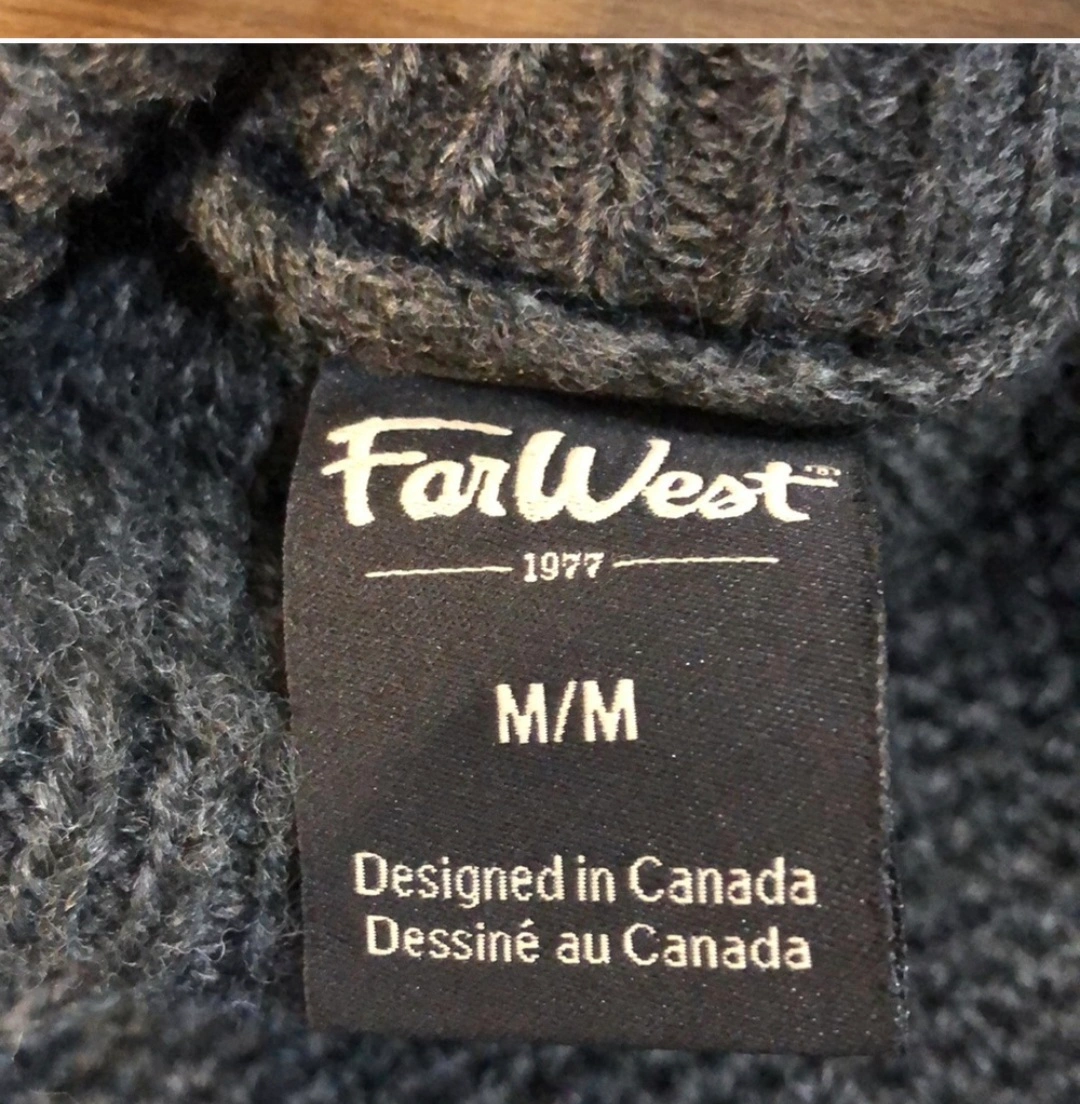 FarWest
1977
M/M
Designed in Canada
Dessiné au Canada